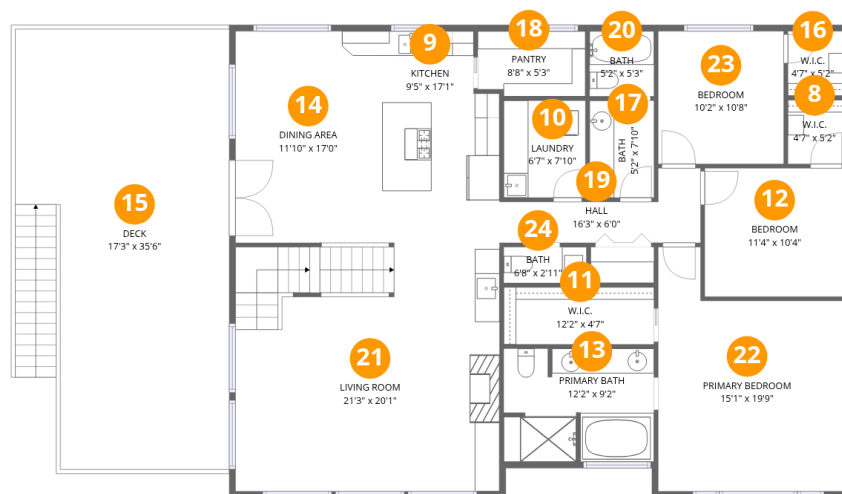 18
PANTRY
8'8" x 5'3"
20
BATH
5'2" x 5'3"
16
W.I.C.
4'7" x 5'2"
9
KITCHEN
9'5" x 17'1"
23
BEDROOM
10'2" x 10'8"
8
W.I.C.
4'7" x 5'2"
14
DINING AREA
11'10" x 17'0"
10
LAUNDRY
6'7" x 7'10"
17
BATH
5'2" x 7'10"
19
HALL
16'3" x 6'0"
12
BEDROOM
11'4" x 10'4"
15
DECK
17'3" x 35'6"
24
BATH
6'8" x 2'11"
11
W.I.C.
12'2" x 4'7"
21
LIVING ROOM
21'3" x 20'1"
13
PRIMARY BATH
12'2" x 9'2"
22
PRIMARY BEDROOM
15'1" x 19'9"